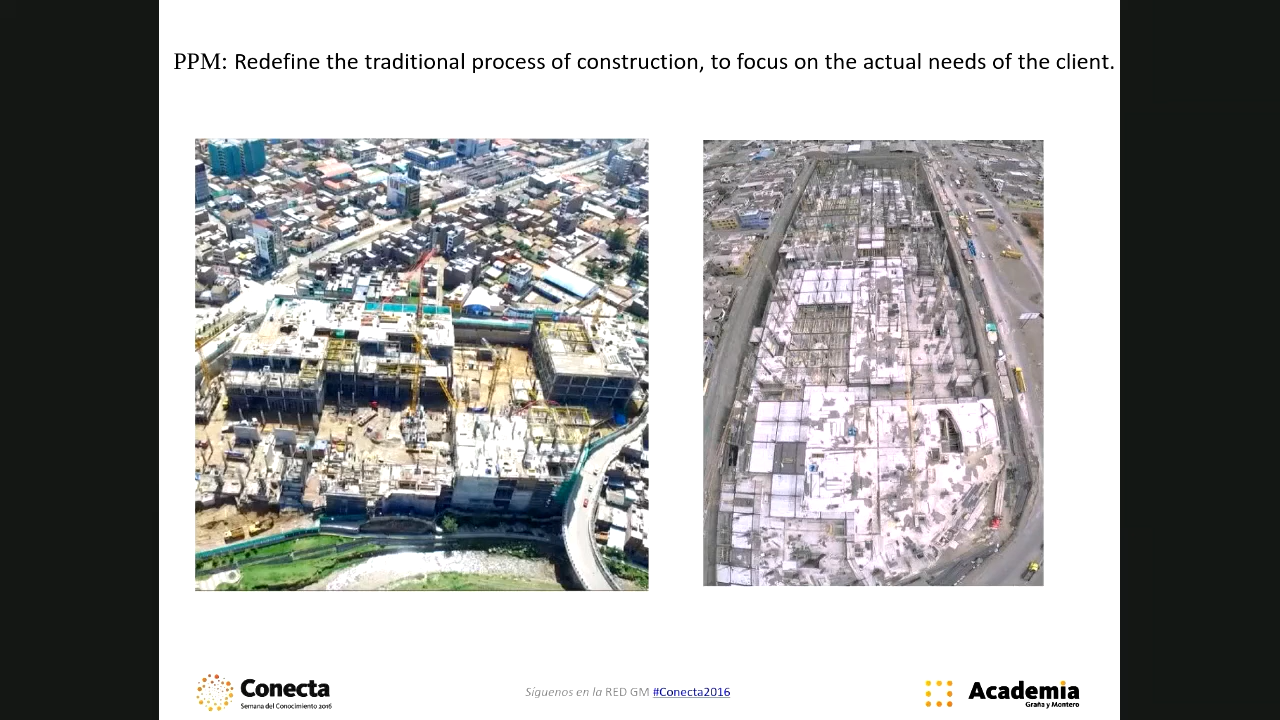 PPM: Redefine the traditional process of construction, to focus on the actual needs of the client.
Conecta
Semana del Conocimiento 2016
Síguenos en la RED GM #Conecta2016
Academia
Graña y Montero